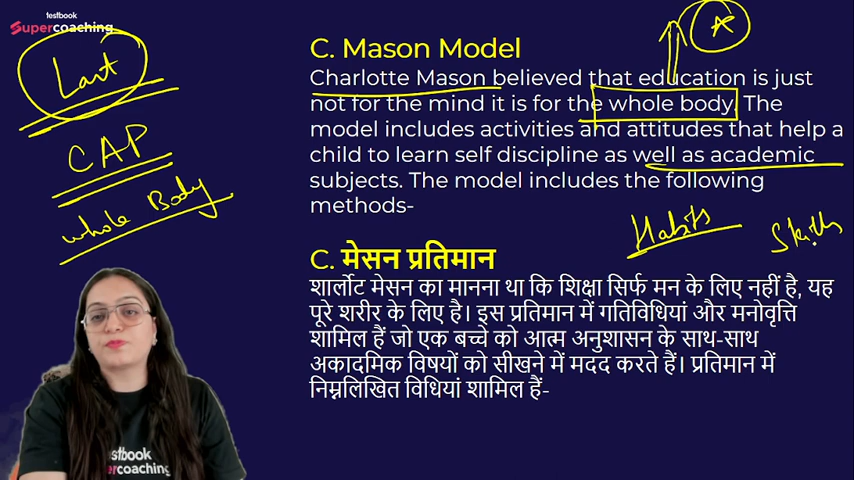 testbook
Supercoaching
Last
CAP
whole Body
C. Mason Model
Charlotte Mason believed that education is just
not for the mind it is for the whole body. The
model includes activities and attitudes that help a
child to learn self discipline as well as academic
subjects. The model includes the following
methods-
Habits
Skills
C. मेसन प्रतिमान
शार्लोट मेसन का मानना था कि शिक्षा सिर्फ मन के लिए नहीं है, यह
पूरे शरीर के लिए है। इस प्रतिमान में गतिविधियां और मनोवृत्ति
शामिल हैं जो एक बच्चे को आत्म अनुशासन के साथ-साथ
अकादमिक विषयों को सीखने में मदद करते हैं। प्रतिमान में
निम्नलिखित विधियां शामिल हैं-
testbook
Supercoaching